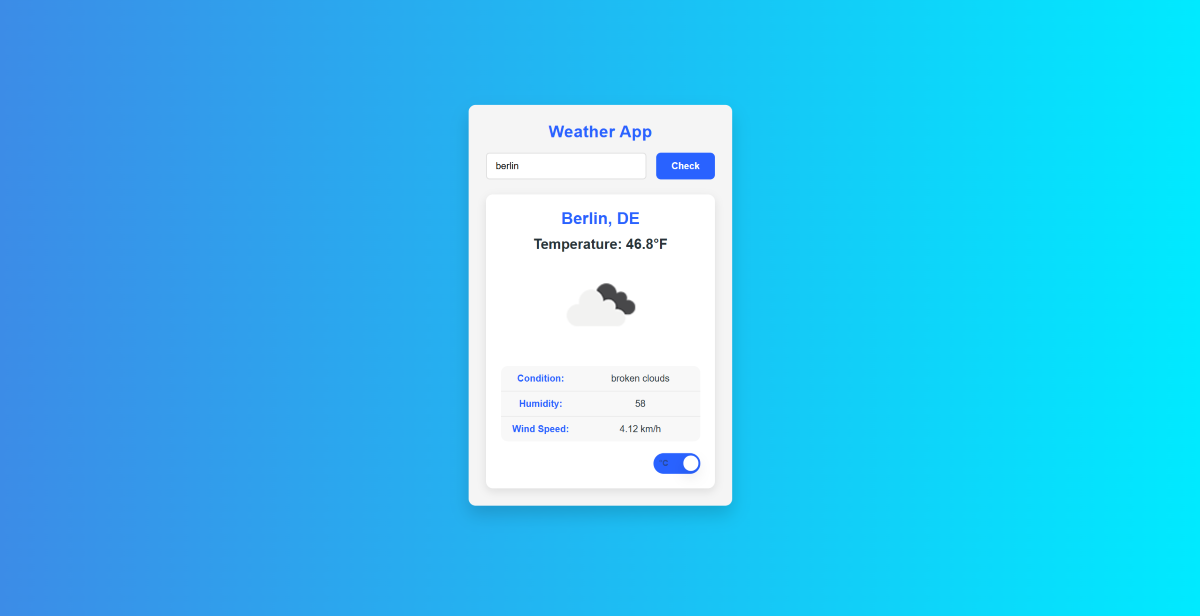 Weather App
berlin Check
Berlin, DE
Temperature: 46.8°F
Condition: broken clouds
Humidity: 58
Wind Speed: 4.12 km/h
°C